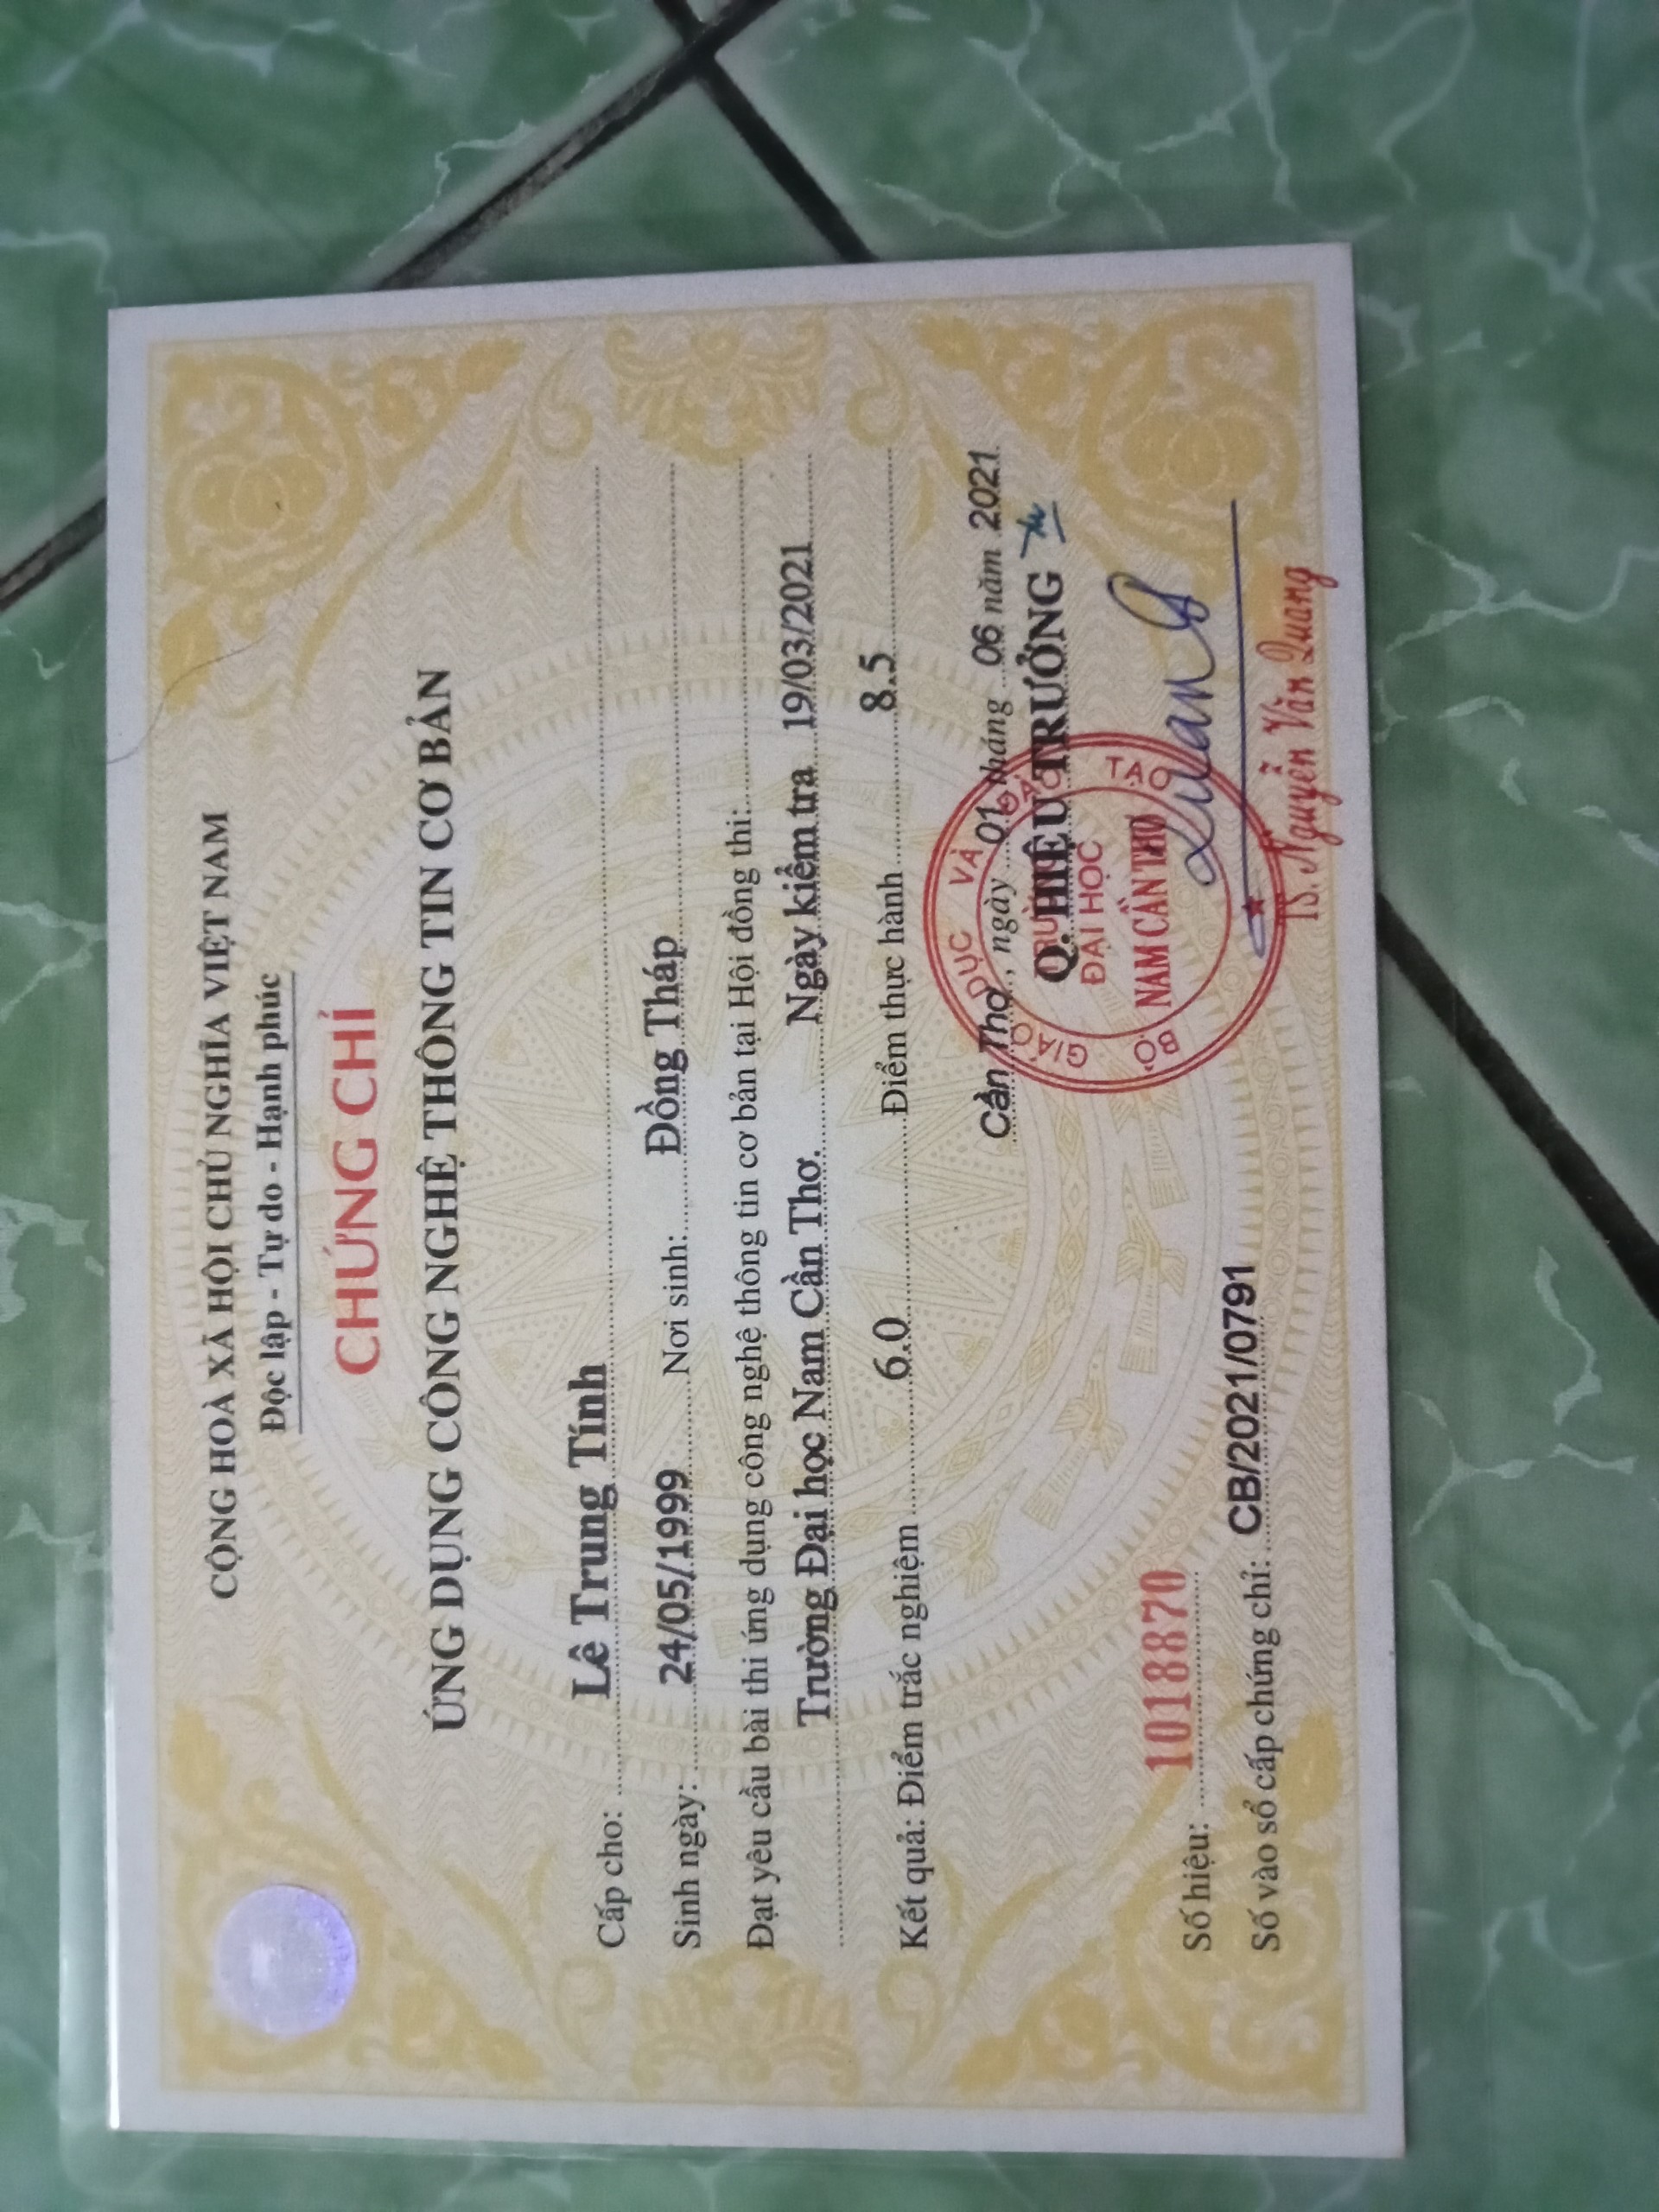 CỘNG HOÀ XÃ HỘI CHỦ NGHĨA VIỆT NAM
Độc lập - Tự do - Hạnh phúc
CHỨNG CHỈ
ỨNG DỤNG CÔNG NGHỆ THÔNG TIN CƠ BẢN
Cấp cho: Lê Trung Tính
Sinh ngày: 24/05/1999 Nơi sinh: Đồng Tháp
Đạt yêu cầu bài thi ứng dụng công nghệ thông tin cơ bản tại Hội đồng thi:
Trường Đại học Nam Cần Thơ. Ngày kiểm tra 19/03/2021
Kết quả: Điểm trắc nghiệm 6.0 Điểm thực hành 8.5
Cần Thơ, ngày 01 tháng 06 năm 2021
Q. HIỆU TRƯỞNG
BỘ GIÁO DỤC VÀ ĐÀO TẠO
TRƯỜNG
ĐẠI HỌC
NAM CẦN THƠ
Quang
TS. Nguyễn Văn Quang
Số hiệu: 1018870
Số vào sổ cấp chứng chỉ: CB/2021/0791